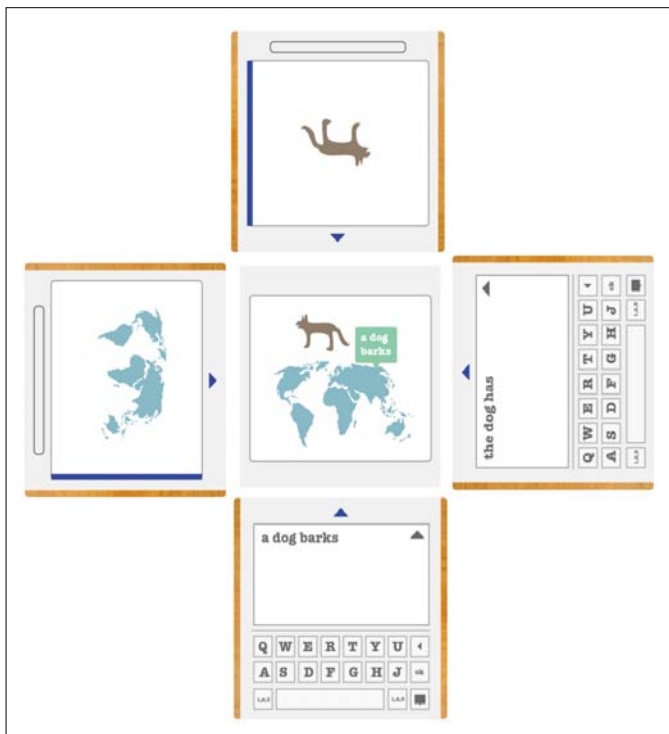 a dog
barks
the dog has
Q W E R T Y U
A S D F G H J
a dog barks
Q W E R T Y U
A S D F G H J